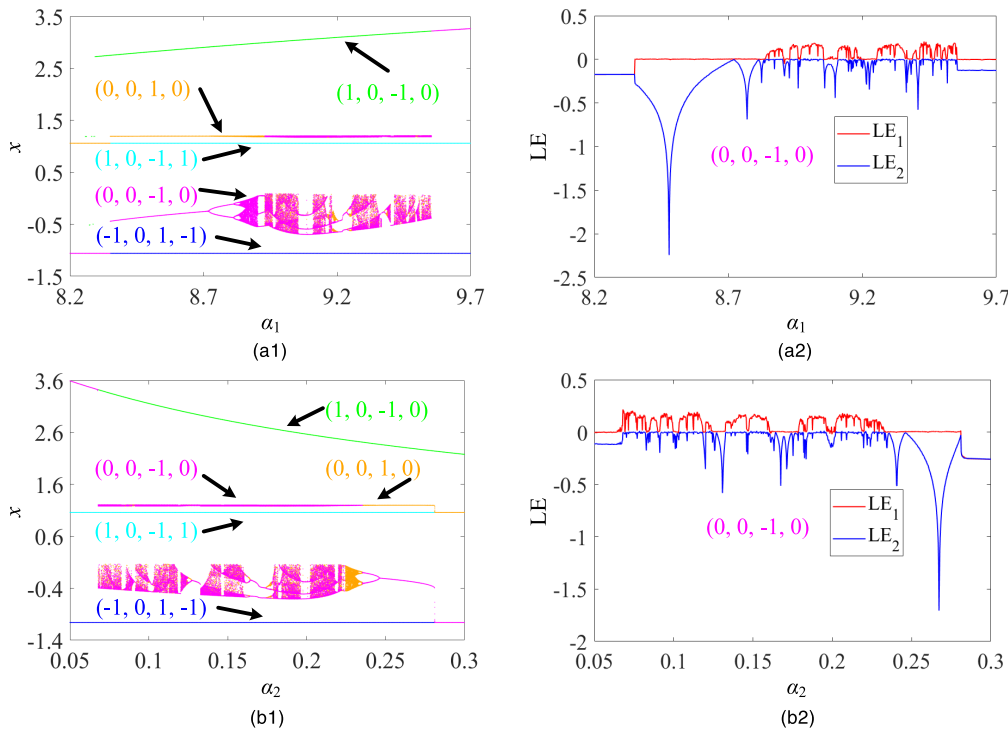 3.5
2.5
1.5
0.5
-0.5
-1.5
x
(0, 0, 1, 0)
(1, 0, -1, 0)
(1, 0, -1, 1)
(0, 0, -1, 0)
(-1, 0, 1, -1)
8.2 8.7 9.2 9.7
α1
(a1)
0.5
0
-0.5
-1
-1.5
-2
-2.5
LE
(0, 0, -1, 0)
LE1
LE2
8.2 8.7 9.2 9.7
α1
(a2)
3.6
2.6
1.6
0.6
-0.4
-1.4
x
(1, 0, -1, 0)
(0, 0, -1, 0)
(0, 0, 1, 0)
(1, 0, -1, 1)
(-1, 0, 1, -1)
0.05 0.1 0.15 0.2 0.25 0.3
α2
(b1)
0.5
0
-0.5
-1
-1.5
-2
LE
(0, 0, -1, 0)
LE1
LE2
0.05 0.1 0.15 0.2 0.25 0.3
α2
(b2)